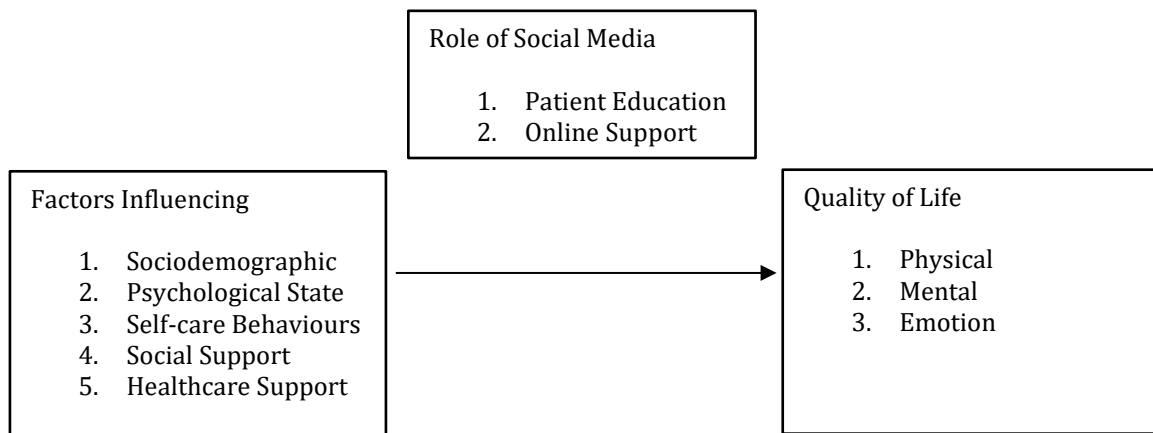 Role of Social Media
1. Patient Education
2. Online Support
Factors Influencing
1. Sociodemographic
2. Psychological State
3. Self-care Behaviours
4. Social Support
5. Healthcare Support
Quality of Life
1. Physical
2. Mental
3. Emotion